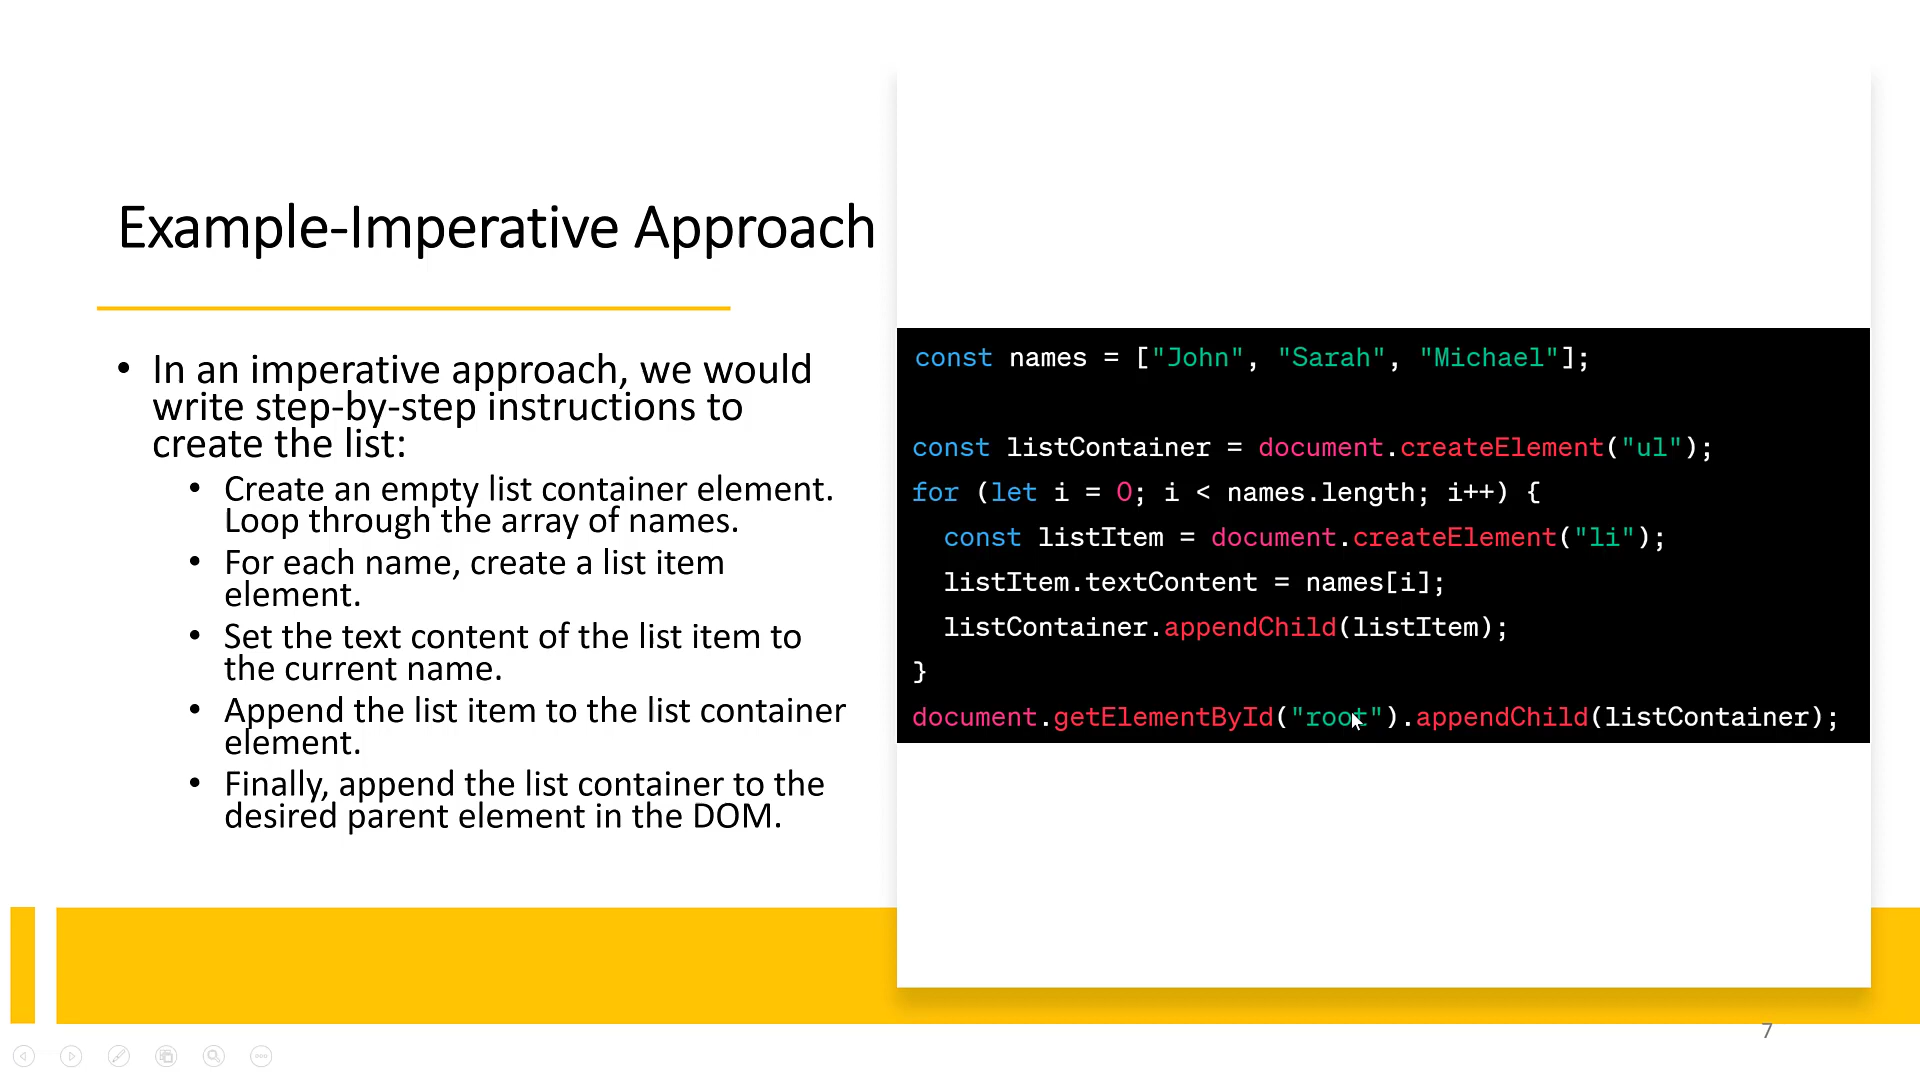 Example-Imperative Approach
• In an imperative approach, we would
write step-by-step instructions to
create the list:
• Create an empty list container element.
Loop through the array of names.
• For each name, create a list item
element.
• Set the text content of the list item to
the current name.
• Append the list item to the list container
element.
• Finally, append the list container to the
desired parent element in the DOM.
const names = ["John", "Sarah", "Michael"];
const listContainer = document.createElement("ul");
for (let i = 0; i < names.length; i++) {
const listItem = document.createElement("li");
listItem.textContent = names[i];
listContainer.appendChild(listItem);
}
document.getElementById("root").appendChild(listContainer);
7